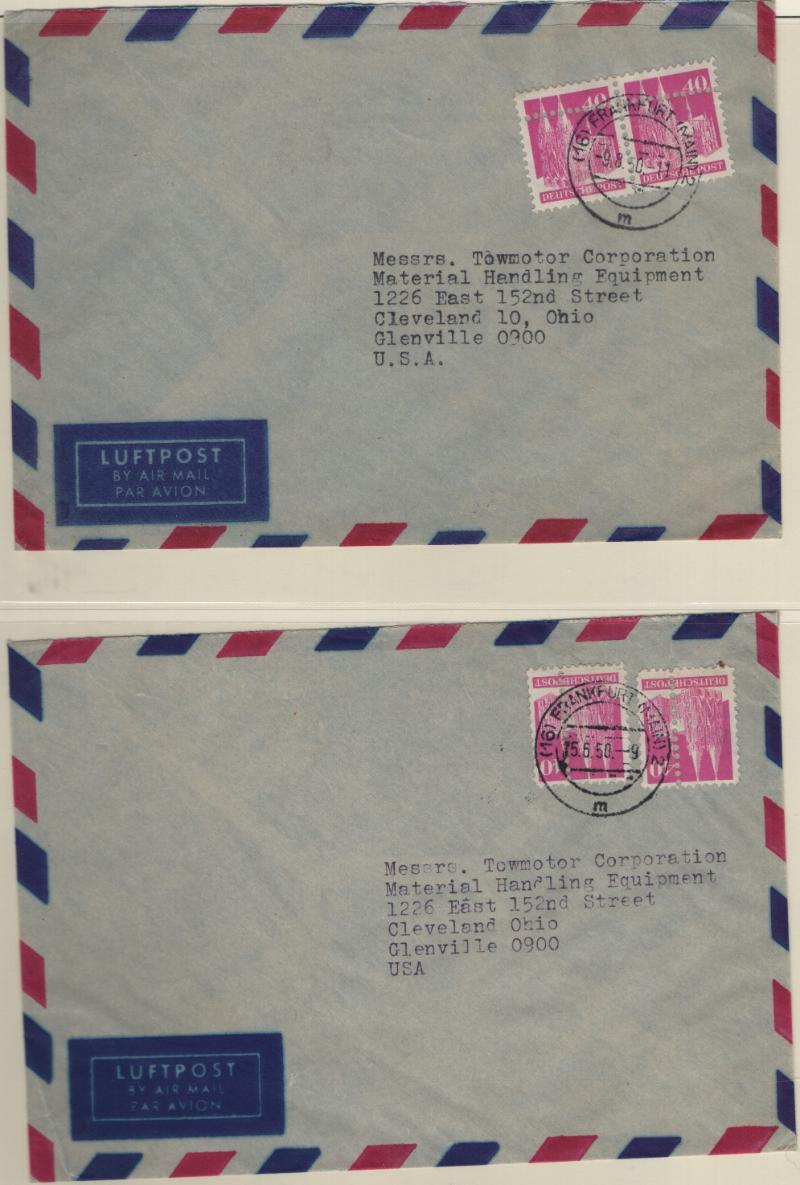 40 40
DEUTSCHE POST DEUTSCHE POST
(16) FRANKFURT (MAIN) 2
-9.8.50.-11
m
Messrs. Towmotor Corporation
Material Handling Equipment
1226 East 152nd Street
Cleveland 10, Ohio
Glenville 0900
U.S.A.
LUFTPOST
BY AIR MAIL
PAR AVION
DEUTSCHE POST DEUTSCHE POST
(16) FRANKFURT (MAIN) 2
15.6.50.-9
m
Messrs. Towmotor Corporation
Material Handling Equipment
1226 East 152nd Street
Cleveland Ohio
Glenville 0900
USA
LUFTPOST
BY AIR MAIL
PAR AVION